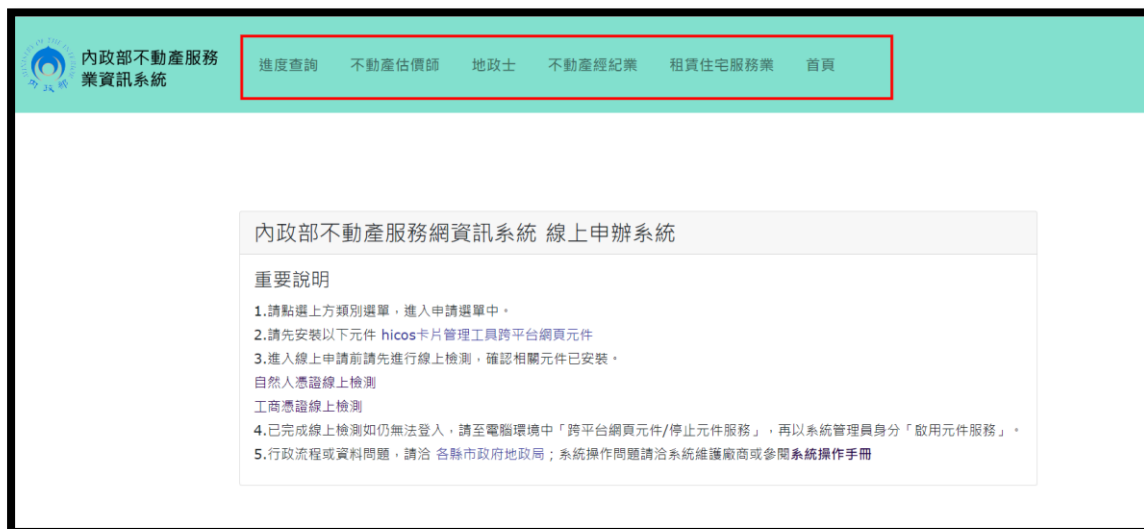 內政部不動產服務
業資訊系統
進度查詢 不動產估價師 地政士 不動產經紀業 租賃住宅服務業 首頁
內政部不動產服務網資訊系統 線上申辦系統
重要說明
1.請點選上方類別選單，進入申請選單中。
2.請先安裝以下元件 hicos卡片管理工具跨平台網頁元件
3.進入線上申請前請先進行線上檢測，確認相關元件已安裝。
自然人憑證線上檢測
工商憑證線上檢測
4.已完成線上檢測如仍無法登入，請至電腦環境中「跨平台網頁元件/停止元件服務」，再以系統管理員身分「啟用元件服務」。
5.行政流程或資料問題，請洽 各縣市政府地政局；系統操作問題請洽系統維護廠商或參閱系統操作手冊